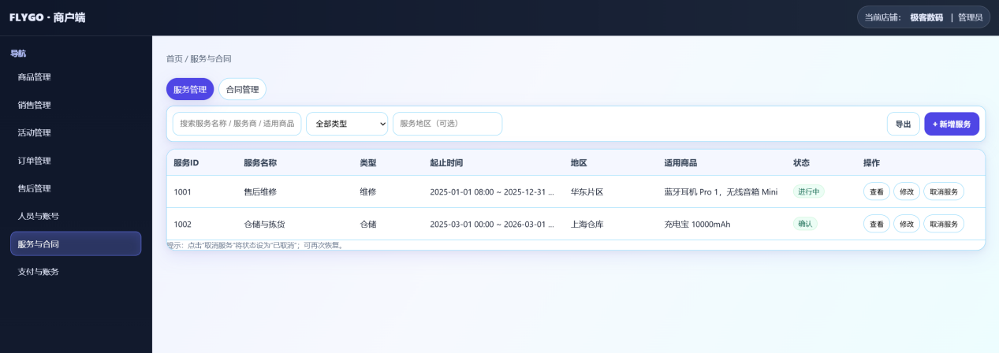 FLYGO · 商户端
当前店铺: 极客数码 | 管理员
导航
商品管理
销售管理
活动管理
订单管理
售后管理
人员与账号
服务与合同
支付与账务
首页 / 服务与合同
服务管理 合同管理
搜索服务名称 / 服务商 / 适用商品 全部类型 服务地区（可选） 导出 + 新增服务
服务ID 服务名称 类型 起止时间 地区 适用商品 状态 操作
1001 售后维修 维修 2025-01-01 08:00 ~ 2025-12-31 ... 华东片区 蓝牙耳机 Pro 1，无线音箱 Mini 进行中 查看 修改 取消服务
1002 仓储与拣货 仓储 2025-03-01 00:00 ~ 2026-03-01 ... 上海仓库 充电宝 10000mAh 确认 查看 修改 取消服务
提示：点击“取消服务”将状态设为“已取消”；可再次恢复。